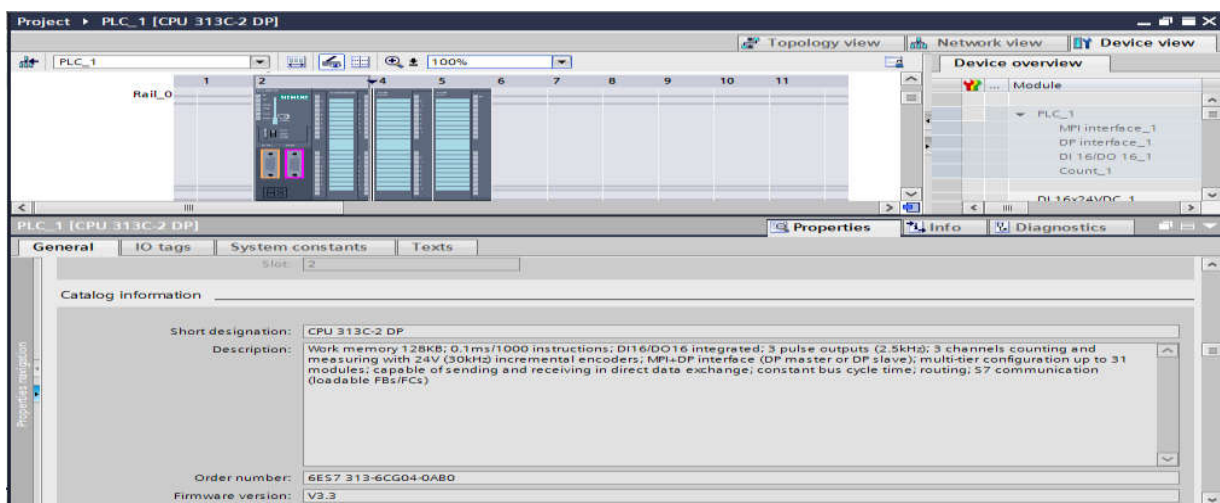 Project ▸ PLC_1 [CPU 313C-2 DP]
Topology view Network view Device view
PLC_1 100% Device overview
1 2 4 5 6 7 8 9 10 11
... Module
Rail_0
SIEMENS
PLC_1
MPI interface_1
DP interface_1
DI 16/DO 16_1
Count_1
DI 16x24VDC_1
PLC_1 [CPU 313C-2 DP]
Properties Info Diagnostics
General IO tags System constants Texts
Slot: 2
Catalog information
Short designation: CPU 313C-2 DP
Description: Work memory 128KB; 0.1ms/1000 instructions; DI16/DO16 integrated; 3 pulse outputs (2.5kHz); 3 channels counting and
measuring with 24V (30kHz) incremental encoders; MPI+DP interface (DP master or DP slave); multi-tier configuration up to 31
modules; capable of sending and receiving in direct data exchange; constant bus cycle time; routing; S7 communication
(loadable FBs/FCs)
Properties navigation
Order number: 6ES7 313-6CG04-0AB0
Firmware version: V3.3